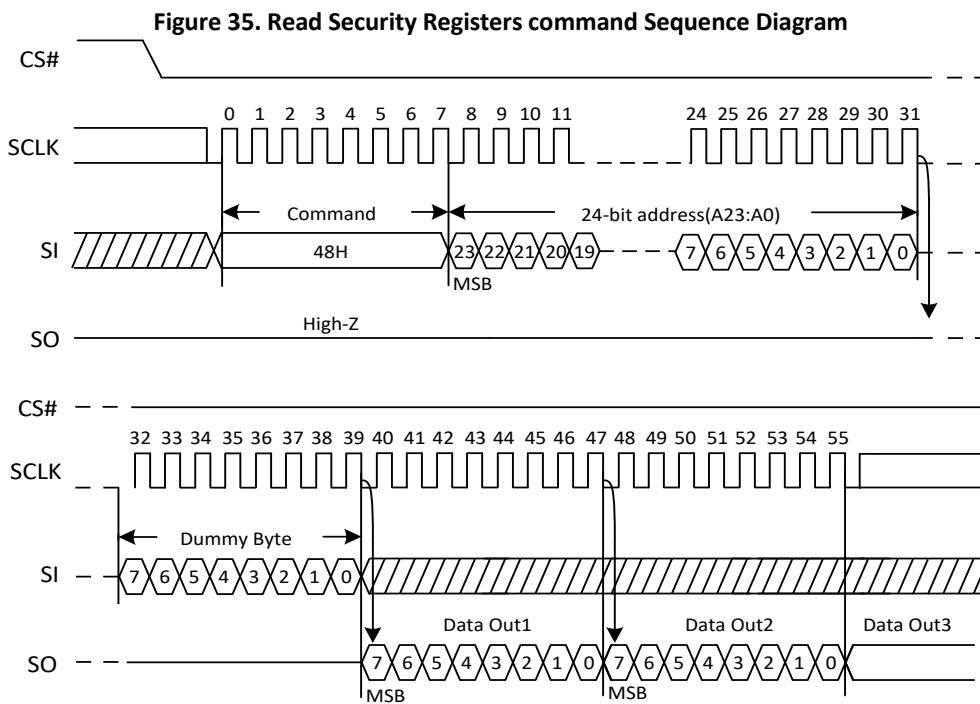 Figure 35. Read Security Registers command Sequence Diagram
CS#
0 1 2 3 4 5 6 7 8 9 10 11 24 25 26 27 28 29 30 31
SCLK
Command 24-bit address(A23:A0)
SI 48H 23 22 21 20 19 7 6 5 4 3 2 1 0
MSB
High-Z
SO
CS#
32 33 34 35 36 37 38 39 40 41 42 43 44 45 46 47 48 49 50 51 52 53 54 55
SCLK
Dummy Byte
SI 7 6 5 4 3 2 1 0
Data Out1 Data Out2 Data Out3
SO 7 6 5 4 3 2 1 0 7 6 5 4 3 2 1 0
MSB MSB